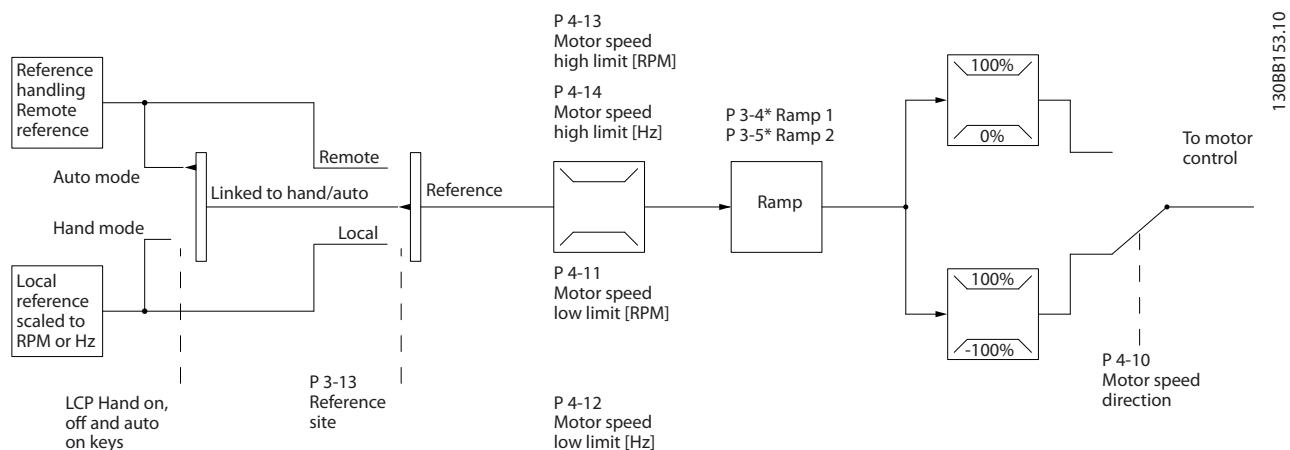 Reference
handling
Remote
reference
Auto mode
Hand mode
Local
reference
scaled to
RPM or Hz
LCP Hand on,
off and auto
on keys
Linked to hand/auto
Remote
Local
P 3-13
Reference
site
Reference
P 4-13
Motor speed
high limit [RPM]
P 4-14
Motor speed
high limit [Hz]
P 4-11
Motor speed
low limit [RPM]
P 4-12
Motor speed
low limit [Hz]
P 3-4* Ramp 1
P 3-5* Ramp 2
Ramp
100%
0%
100%
-100%
To motor
control
P 4-10
Motor speed
direction
130BB153.10